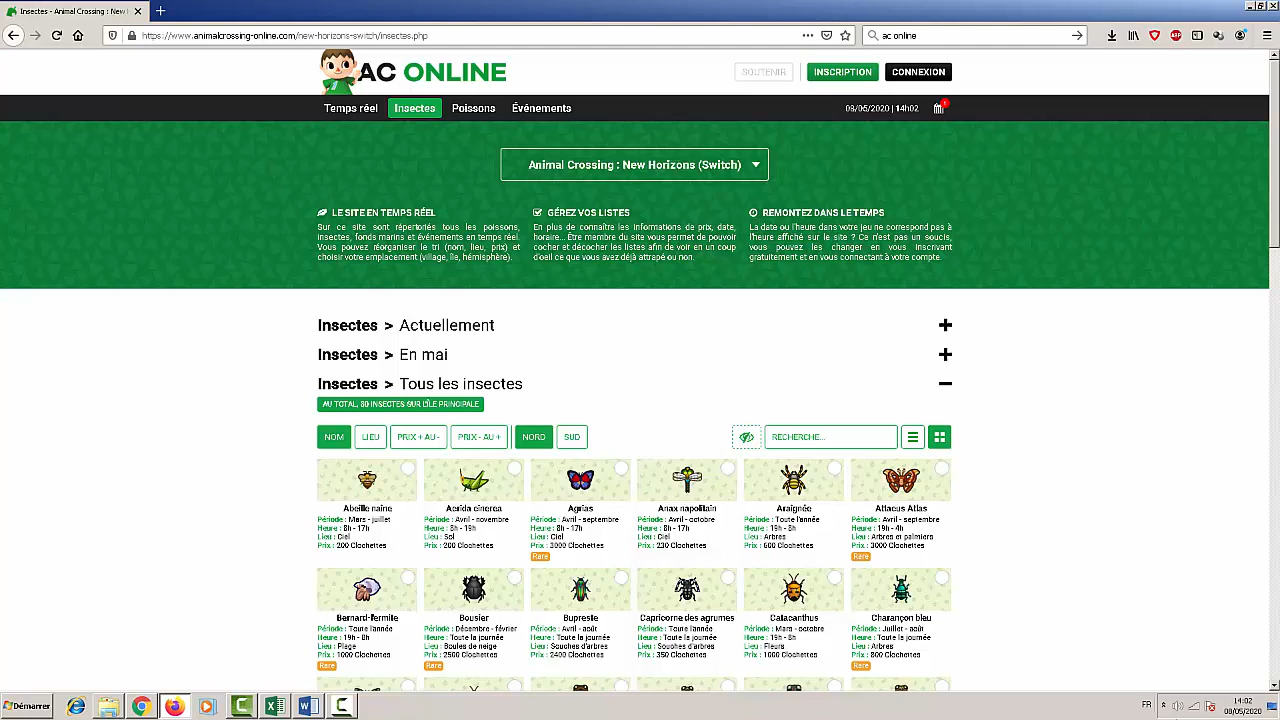 Insectes - Animal Crossing : New H
https://www.animalcrossing-online.com/new-horizons-switch/insectes.php
ac online
AC ONLINE
SOUTENIR
INSCRIPTION
CONNEXION
Temps réel
Insectes
Poissons
Événements
08/05/2020 | 14h02
Animal Crossing : New Horizons (Switch)
LE SITE EN TEMPS RÉEL
Sur ce site sont répertoriés tous les poissons,
insectes, fonds marins et événements en temps réel.
Vous pouvez réorganiser le tri (nom, lieu, prix) et
choisir votre emplacement (village, île, hémisphère).
GÉREZ VOS LISTES
En plus de connaître les informations de prix, date,
horaire... Être membre du site vous permet de pouvoir
cocher et décocher les listes afin de voir en un coup
d'oeil ce que vous avez déjà attrapé ou non.
REMONTEZ DANS LE TEMPS
La date ou l'heure dans votre jeu ne correspond pas à
l'heure affiché sur le site ? Ce n'est pas un soucis,
vous pouvez les changer en vous inscrivant
gratuitement et en vous connectant à votre compte.
Insectes > Actuellement
Insectes > En mai
Insectes > Tous les insectes
AU TOTAL, 80 INSECTES SUR L'ÎLE PRINCIPALE
NOM
LIEU
PRIX + AU -
PRIX - AU +
NORD
SUD
RECHERCHE...
Abeille naine
Période : Mars - juillet
Heure : 8h - 17h
Lieu : Ciel
Prix : 200 Clochettes
Acrida cinerea
Période : Avril - novembre
Heure : 8h - 19h
Lieu : Sol
Prix : 200 Clochettes
Agrias
Période : Avril - septembre
Heure : 8h - 17h
Lieu : Ciel
Prix : 3000 Clochettes
Rare
Anax napolitain
Période : Avril - octobre
Heure : 8h - 17h
Lieu : Ciel
Prix : 230 Clochettes
Araignée
Période : Toute l'année
Heure : 19h - 8h
Lieu : Arbres
Prix : 600 Clochettes
Attacus Atlas
Période : Avril - septembre
Heure : 19h - 4h
Lieu : Arbres et palmiers
Prix : 3000 Clochettes
Rare
Bernard-l'ermite
Période : Toute l'année
Heure : 19h - 8h
Lieu : Plage
Prix : 1000 Clochettes
Rare
Bousier
Période : Décembre - février
Heure : Toute la journée
Lieu : Boules de neige
Prix : 2500 Clochettes
Rare
Bupreste
Période : Avril - août
Heure : Toute la journée
Lieu : Souches d'arbres
Prix : 2400 Clochettes
Capricorne des agrumes
Période : Toute l'année
Heure : Toute la journée
Lieu : Souches d'arbres
Prix : 350 Clochettes
Catacanthus
Période : Mars - octobre
Heure : 19h - 8h
Lieu : Fleurs
Prix : 1000 Clochettes
Charançon bleu
Période : Juillet - août
Heure : Toute la journée
Lieu : Arbres
Prix : 800 Clochettes
Rare
Démarrer
FR
14:02
08/05/2020